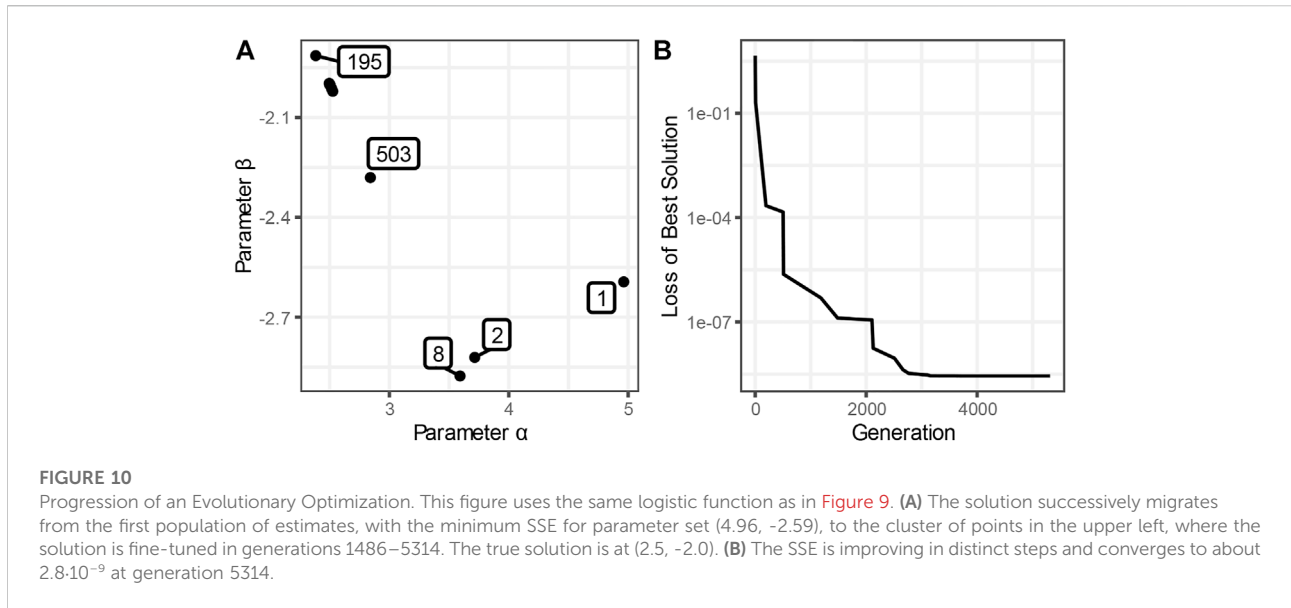 A
195
-2.1
503
-2.4
1
-2.7
2
8
3
4
5
Parameter β
Parameter α
B
1e-01
1e-04
1e-07
0
2000
4000
Loss of Best Solution
Generation
FIGURE 10
Progression of an Evolutionary Optimization. This figure uses the same logistic function as in Figure 9. (A) The solution successively migrates
from the first population of estimates, with the minimum SSE for parameter set (4.96, -2.59), to the cluster of points in the upper left, where the
solution is fine-tuned in generations 1486–5314. The true solution is at (2.5, -2.0). (B) The SSE is improving in distinct steps and converges to about
2.8·10⁻⁹ at generation 5314.